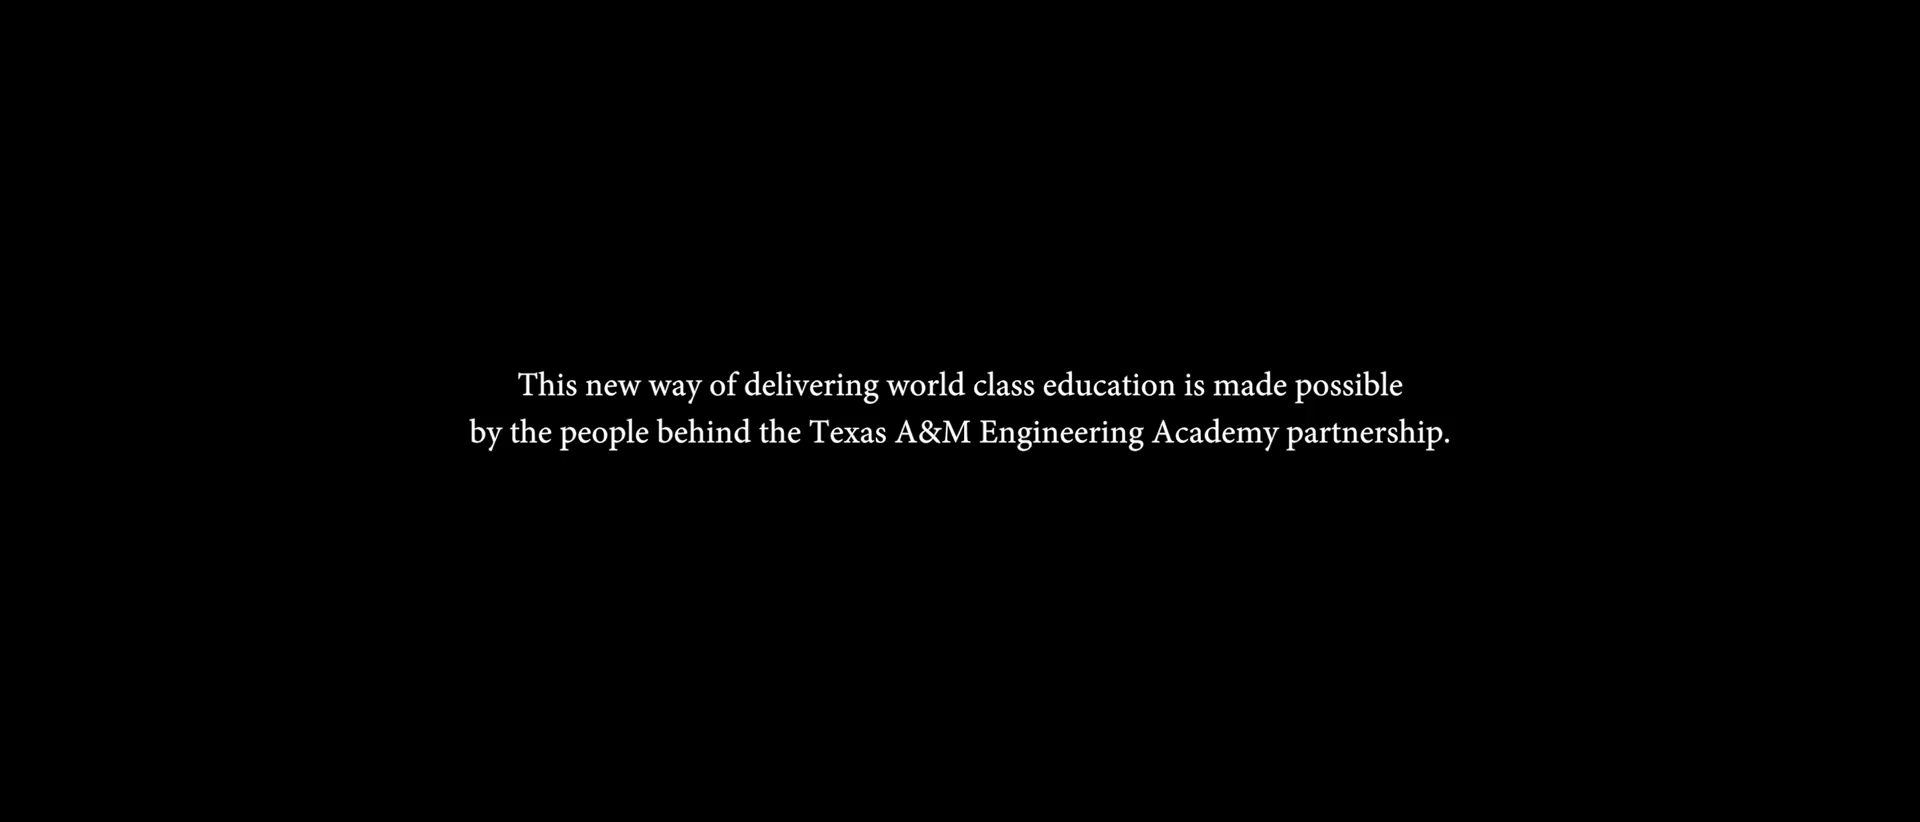 This new way of delivering world class education is made possible
by the people behind the Texas A&M Engineering Academy partnership.